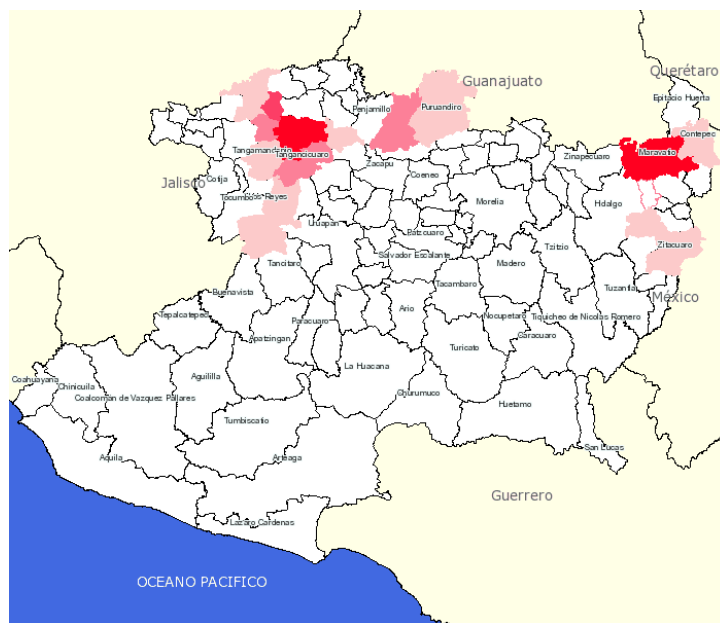 Guanajuato
Querétaro
Epitacio Huerta
Penjamillo
Puruandiro
Contepec
Maravatio
Tangamandapio
Tangancicuaro
Zinapecuaro
Zacapu
Coeneo
Jalisco
Cotija
Tocumbo
Reyes
Morelia
Hidalgo
Uruapan
Patzcuaro
Tzitzio
Zitacuaro
Salvador Escalante
Tancitaro
Madero
Tacambaro
Tuzantla
México
Buenavista
Ario
Tepalcatepec
Paracuaro
Nocupetaro
Tiquicheo de Nicolas Romero
Apatzingan
Caracuaro
Turicato
La Huacana
Coahuayana
Chinicuila
Aguililla
Coalcoman de Vazquez Pallares
Churumuco
Huetamo
Tumbiscatio
San Lucas
Aquila
Arteaga
Guerrero
Lazaro Cardenas
OCEANO PACIFICO